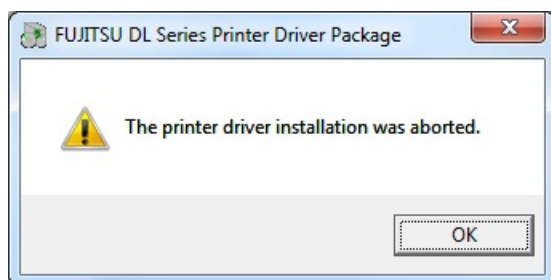 FUJITSU DL Series Printer Driver Package
The printer driver installation was aborted.
OK